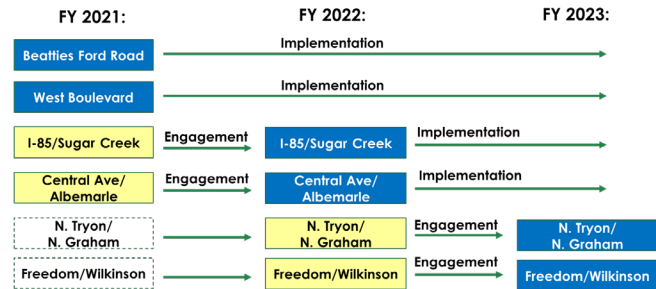 FY 2021: FY 2022: FY 2023:
Beatties Ford Road Implementation
West Boulevard Implementation
I-85/Sugar Creek Engagement I-85/Sugar Creek Implementation
Central Ave/
Albemarle Engagement Central Ave/
Albemarle Implementation
N. Tryon/
N. Graham N. Tryon/
N. Graham Engagement N. Tryon/
N. Graham
Freedom/Wilkinson Freedom/Wilkinson Engagement Freedom/Wilkinson